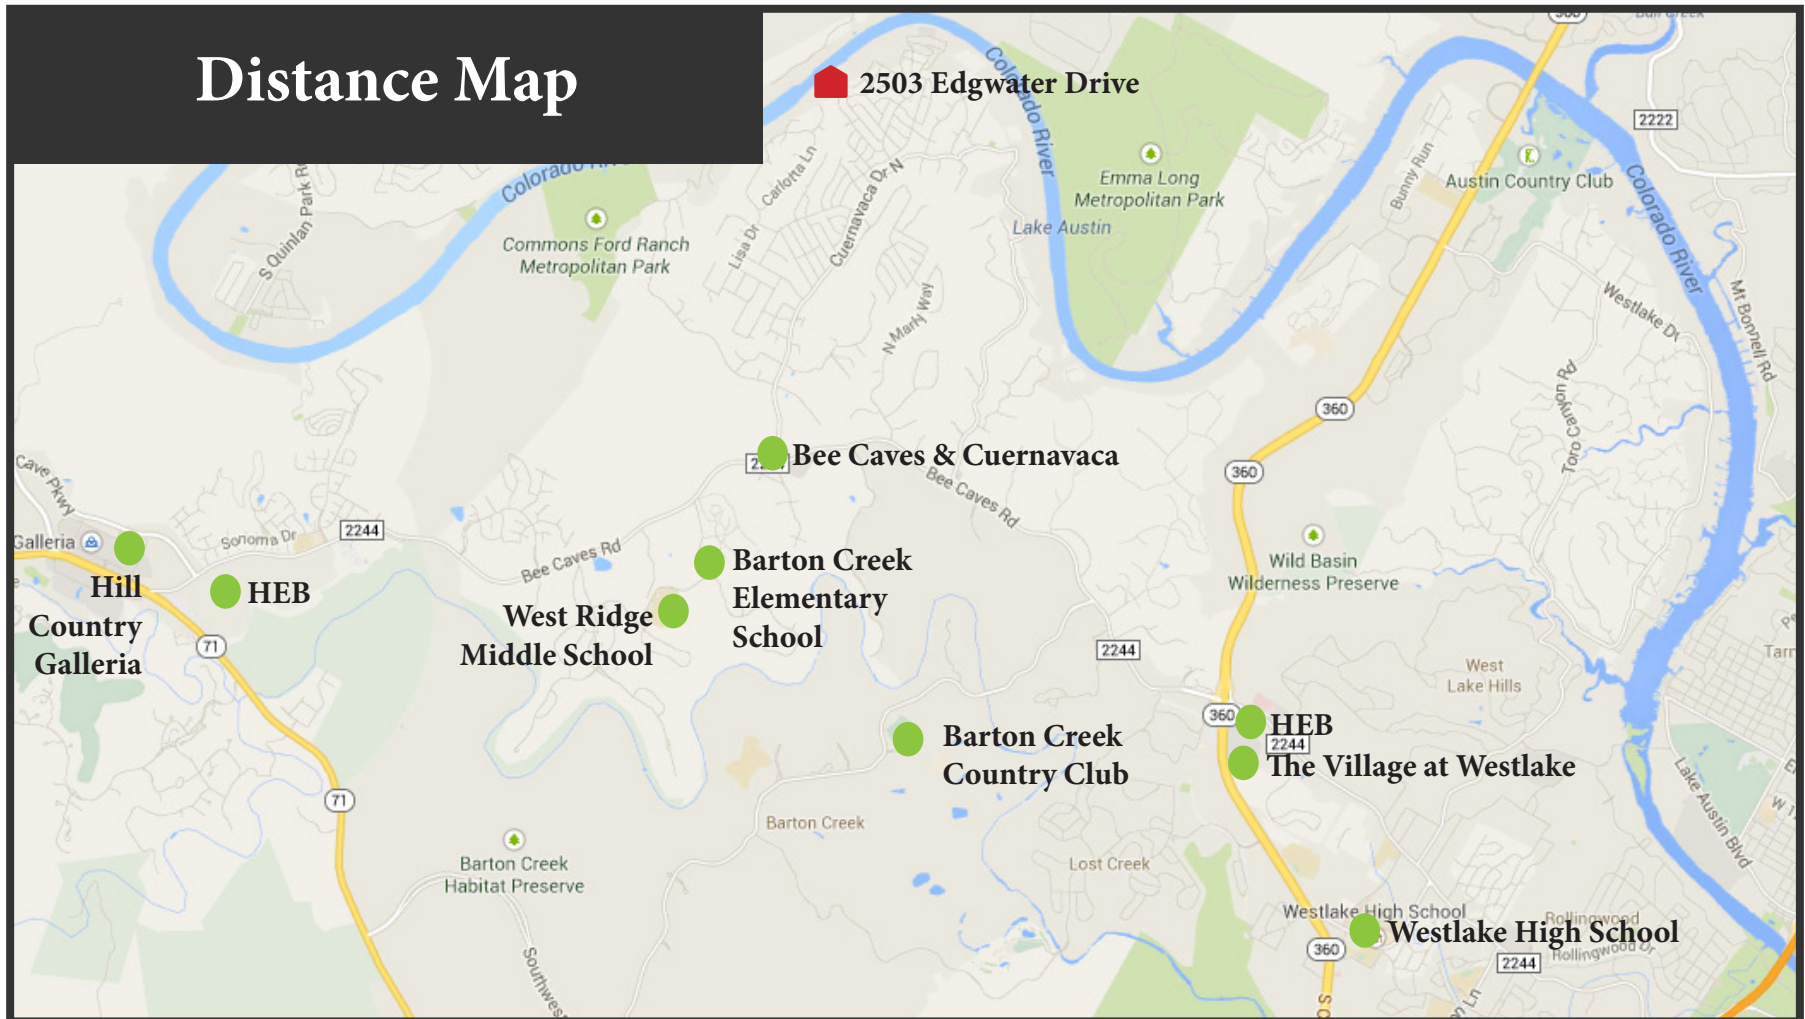 Distance Map
2503 Edgwater Drive
Colorado River
2222
Carlotta Ln
Emma Long
Metropolitan Park
Bunny Run
Austin Country Club
Colorado River
S Quinlan Park
Commons Ford Ranch
Metropolitan Park
Lisa Dr
Cuernavaca Dr N
Lake Austin
Colorado River
Westlake Dr
Mt Bonnell Rd
N Marly Way
Toro Canyon Rd
360
Bee Caves & Cuernavaca
Bee Caves Rd
360
Cave Pkwy
Galleria
Sonoma Dr
2244
Bee Caves Rd
Hill
Country
Galleria
HEB
Barton Creek
Elementary
School
West Ridge
Middle School
Wild Basin
Wilderness Preserve
71
2244
West
Lake Hills
360
HEB
2244
The Village at Westlake
Barton Creek
Country Club
71
Barton Creek
Lost Creek
Lake Austin Blvd
Barton Creek
Habitat Preserve
Westlake High School
Westlake High School
Rollingwood
Rollingwood Dr
360
2244